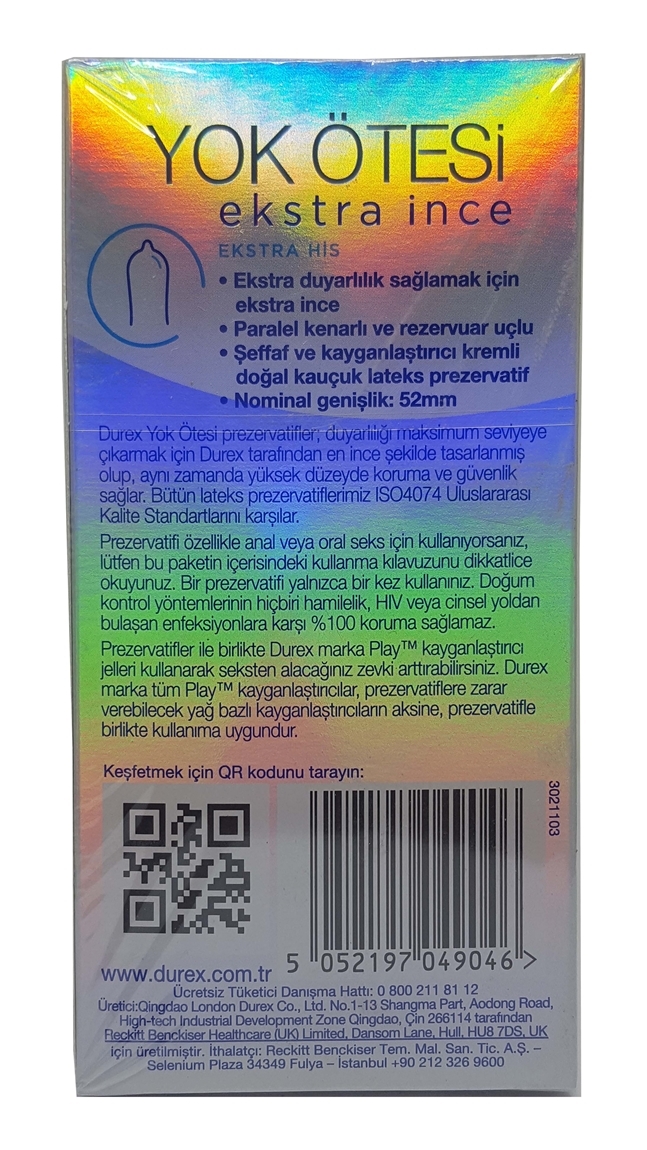 YOK ÖTESİ
ekstra ince
EKSTRA HİS
• Ekstra duyarlılık sağlamak için
ekstra ince
• Paralel kenarlı ve rezervuar uçlu
• Şeffaf ve kayganlaştırıcı kremli
doğal kauçuk lateks prezervatif
• Nominal genişlik: 52mm
Durex Yok Ötesi prezervatifler; duyarlılığı maksimum seviyeye
çıkarmak için Durex tarafından en ince şekilde tasarlanmış
olup, aynı zamanda yüksek düzeyde koruma ve güvenlik
sağlar. Bütün lateks prezervatiflerimiz ISO4074 Uluslararası
Kalite Standartlarını karşılar.
Prezervatifi özellikle anal veya oral seks için kullanıyorsanız,
lütfen bu paketin içerisindeki kullanma kılavuzunu dikkatlice
okuyunuz. Bir prezervatifi yalnızca bir kez kullanınız. Doğum
kontrol yöntemlerinin hiçbiri hamilelik, HIV veya cinsel yoldan
bulaşan enfeksiyonlara karşı %100 koruma sağlamaz.
Prezervatifler ile birlikte Durex marka Play™ kayganlaştırıcı
jelleri kullanarak seksten alacağınız zevki arttırabilirsiniz. Durex
marka tüm Play™ kayganlaştırıcılar, prezervatiflere zarar
verebilecek yağ bazlı kayganlaştırıcıların aksine, prezervatifle
birlikte kullanıma uygundur.
Keşfetmek için QR kodunu tarayın:
3021103
5 052197 049046 >
www.durex.com.tr
Ücretsiz Tüketici Danışma Hattı: 0 800 211 81 12
Üretici:Qingdao London Durex Co., Ltd. No.1-13 Shangma Part, Aodong Road,
High-tech Industrial Development Zone Qingdao, Çin 266114 tarafından
Reckitt Benckiser Healthcare (UK) Limited, Dansom Lane, Hull, HU8 7DS, UK
için üretilmiştir. İthalatçı: Reckitt Benckiser Tem. Mal. San. Tic. A.Ş. –
Selenium Plaza 34349 Fulya – İstanbul +90 212 326 9600